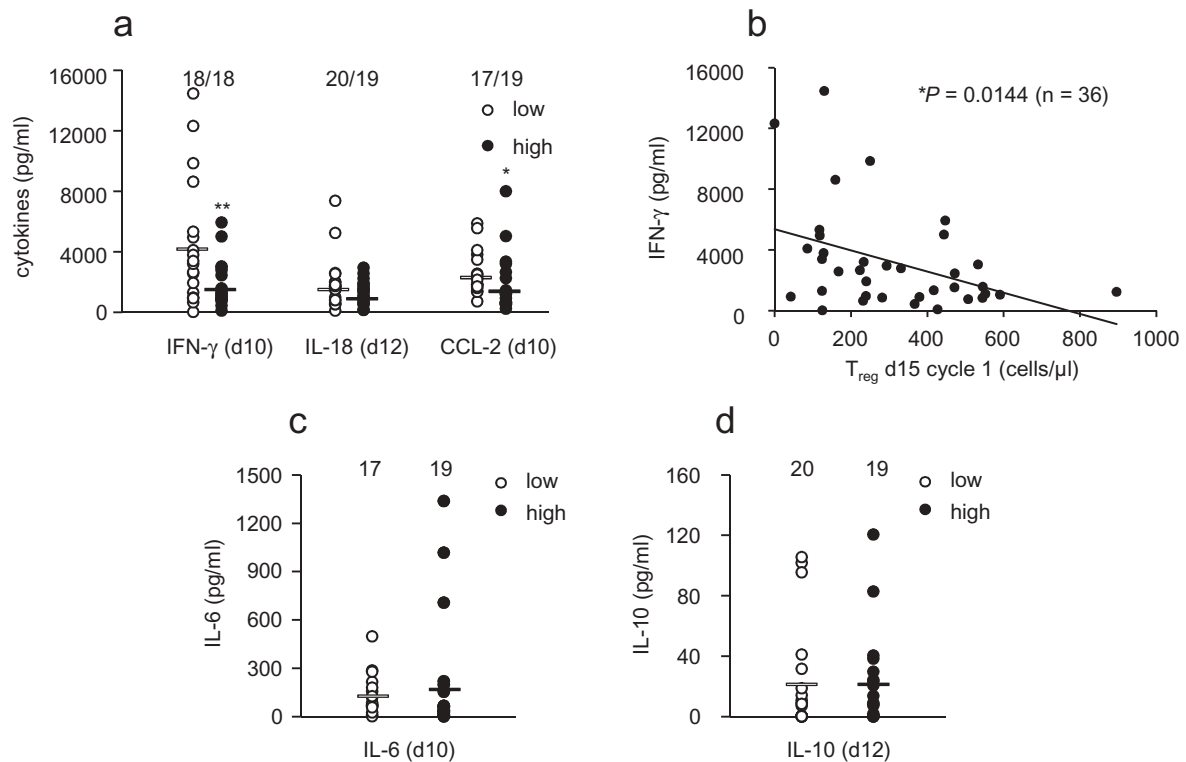 a
cytokines (pg/ml)
16000
12000
8000
4000
0
18/18
20/19
17/19
low
high
**
*
IFN-γ (d10)
IL-18 (d12)
CCL-2 (d10)
b
IFN-γ (pg/ml)
16000
12000
8000
4000
0
*P = 0.0144 (n = 36)
0
200
400
600
800
1000
Treg d15 cycle 1 (cells/µl)
c
IL-6 (pg/ml)
1500
1200
900
600
300
0
17
19
low
high
IL-6 (d10)
d
IL-10 (pg/ml)
160
120
80
40
0
20
19
low
high
IL-10 (d12)